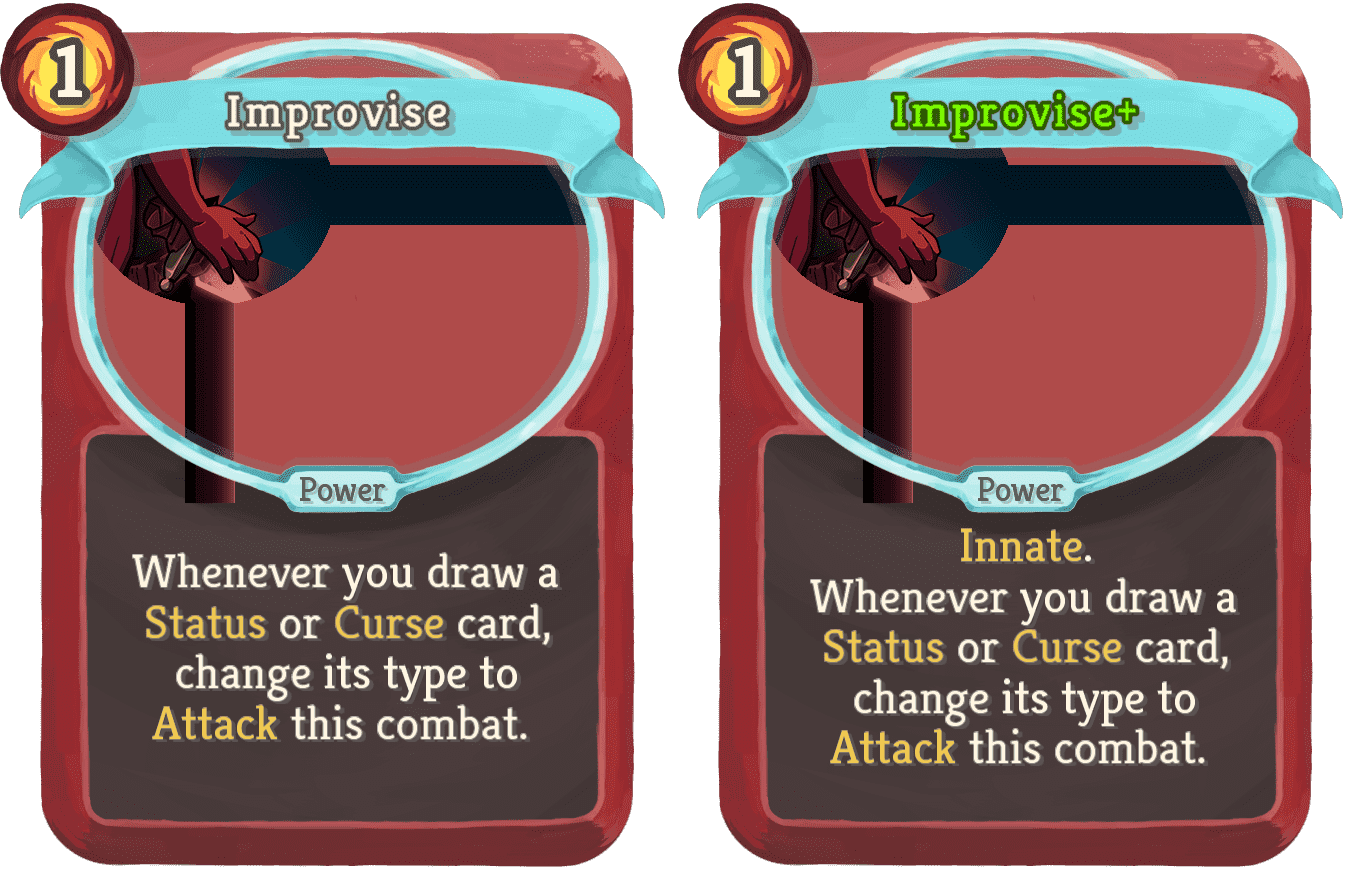 1
Improvise
Power
Whenever you draw a
Status or Curse card,
change its type to
Attack this combat.
1
Improvise+
Power
Innate.
Whenever you draw a
Status or Curse card,
change its type to
Attack this combat.